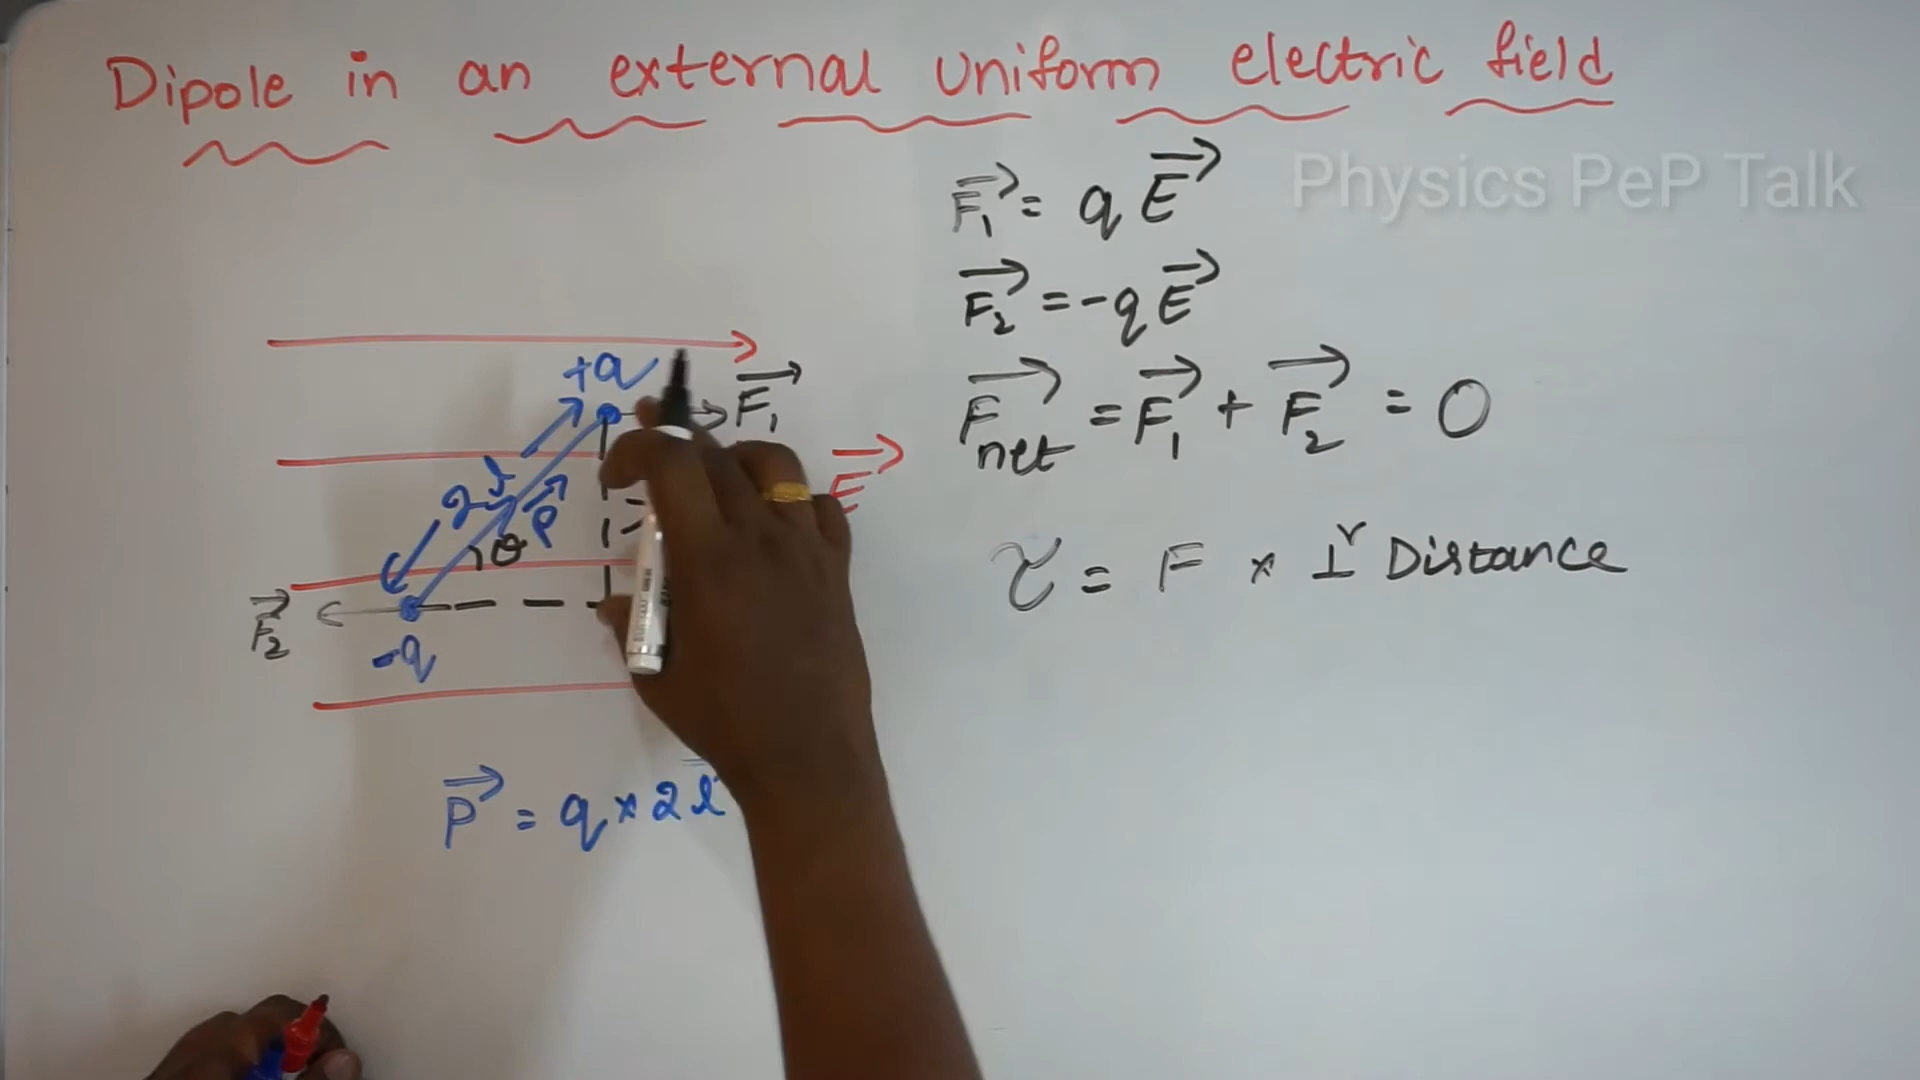 Dipole in an external uniform electric field
Physics PeP Talk
F₁ = qE
F₂ = -qE
F net = F₁ + F₂ = 0
τ = F × ⊥ʳ Distance
+q
F₁
E
2l
P
θ
F₂
-q
P = q × 2l